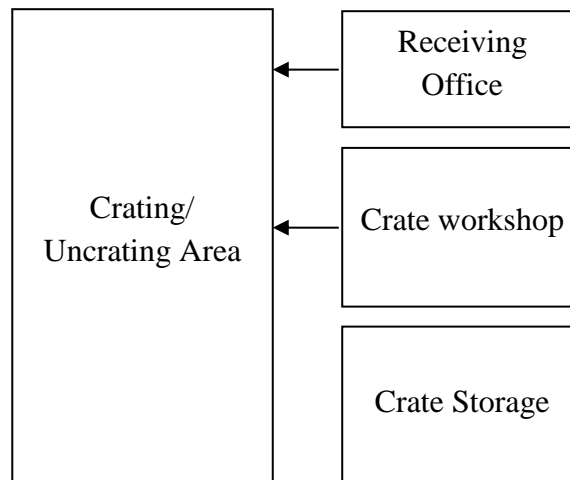 Receiving
Office
Crating/
Uncrating Area
Crate workshop
Crate Storage